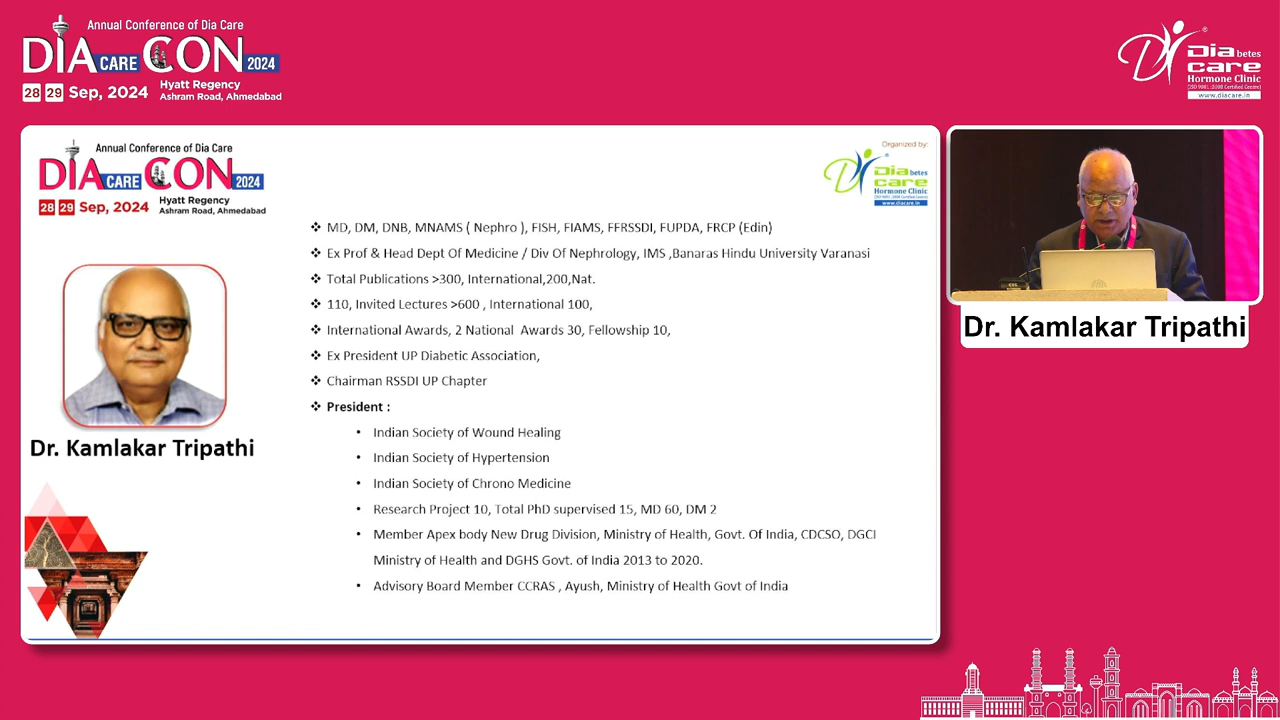 Annual Conference of Dia Care
DIA CARE CON 2024
28 29 Sep, 2024
Hyatt Regency
Ashram Road, Ahmedabad
Diabetes
care
Hormone Clinic
(ISO 9001 :2008 Certified Centre)
www.diacare.in
Annual Conference of Dia Care
DIA CARE CON 2024
28 29 Sep, 2024
Hyatt Regency
Ashram Road, Ahmedabad
Organized by:
Diabetes
care
Hormone Clinic
www.diacare.in
❖ MD, DM, DNB, MNAMS ( Nephro ), FISH, FIAMS, FFRSSDI, FUPDA, FRCP (Edin)
❖ Ex Prof & Head Dept Of Medicine / Div Of Nephrology, IMS ,Banaras Hindu University Varanasi
❖ Total Publications >300, International,200,Nat.
❖ 110, Invited Lectures >600 , International 100,
❖ International Awards, 2 National Awards 30, Fellowship 10,
❖ Ex President UP Diabetic Association,
❖ Chairman RSSDI UP Chapter
❖ President :
• Indian Society of Wound Healing
• Indian Society of Hypertension
• Indian Society of Chrono Medicine
• Research Project 10, Total PhD supervised 15, MD 60, DM 2
• Member Apex body New Drug Division, Ministry of Health, Govt. Of India, CDCSO, DGCI
Ministry of Health and DGHS Govt. of India 2013 to 2020.
• Advisory Board Member CCRAS , Ayush, Ministry of Health Govt of India
Dr. Kamlakar Tripathi
Dr. Kamlakar Tripathi